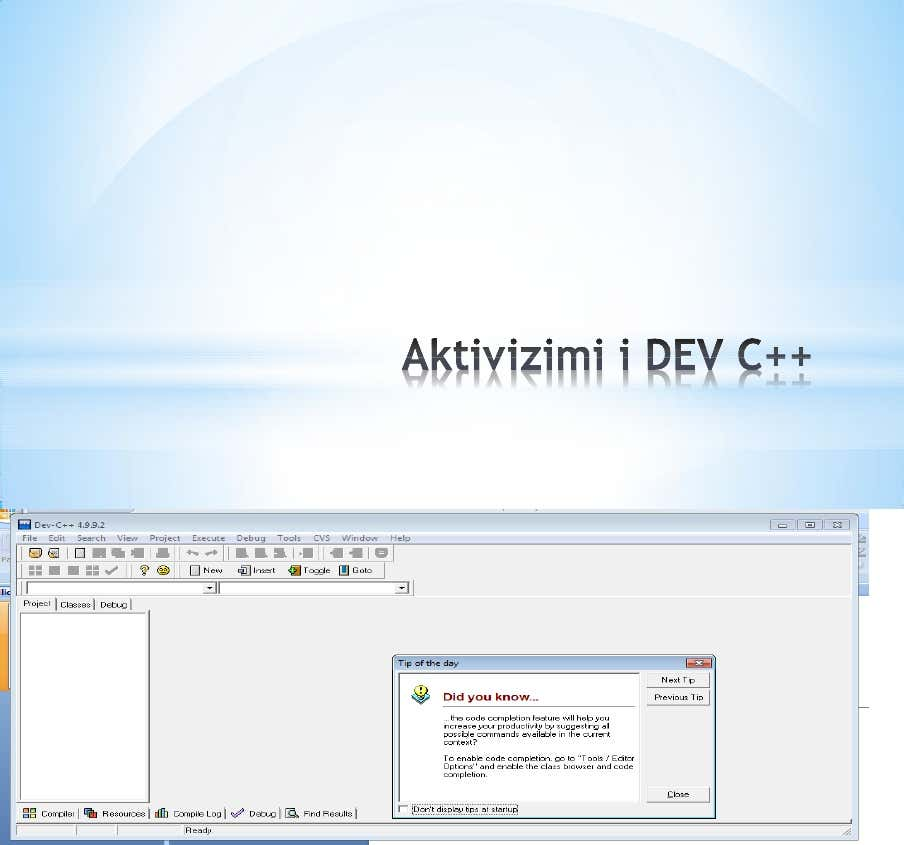 Aktivizimi i DEV C++
Dev-C++ 4.9.9.2
File Edit Search View Project Execute Debug Tools CVS Window Help
New Insert Toggle Goto
Project Classes Debug
Tip of the day
Next Tip
Did you know...
Previous Tip
...the code completion feature will help you
increase your productivity by suggesting all
possible commands available in the current
context?
To enable code completion, go to "Tools / Editor
Options" and enable the class browser and code
completion.
Close
Don't display tips at startup
Compiler Resources Compile Log Debug Find Results
Ready